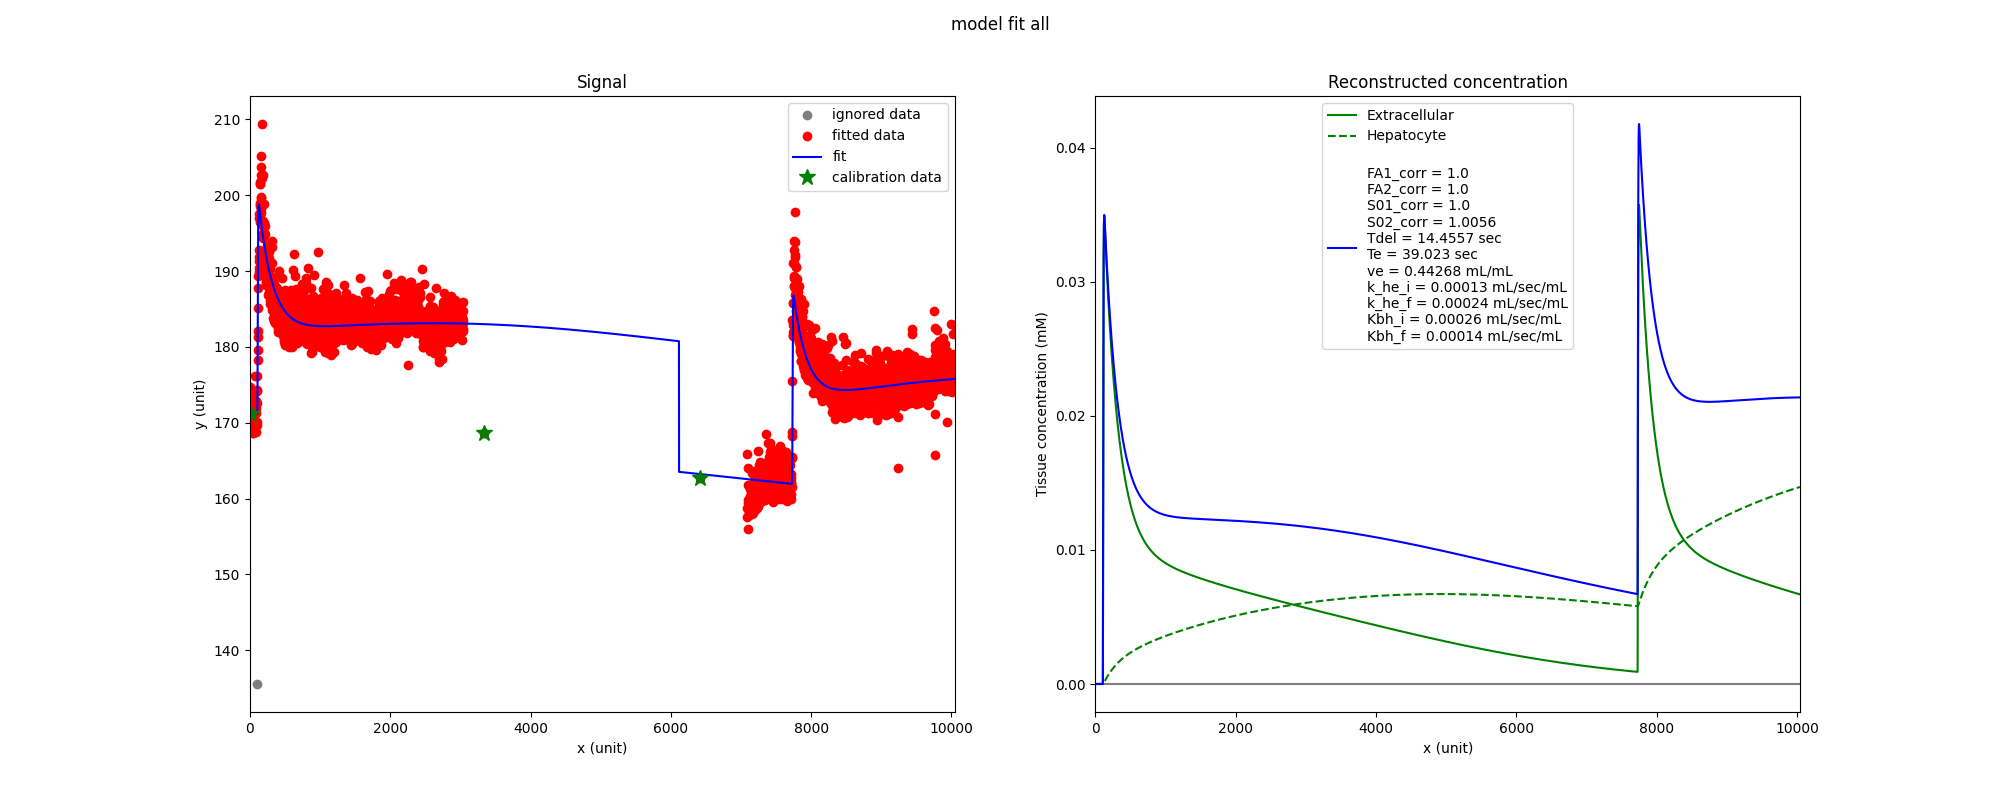 model fit all
Signal
210
200
190
180
170
160
150
140
y (unit)
0
2000
4000
6000
8000
10000
x (unit)
ignored data
fitted data
fit
calibration data
Reconstructed concentration
0.04
0.03
0.02
0.01
0.00
Tissue concentration (mM)
0
2000
4000
6000
8000
10000
x (unit)
Extracellular
Hepatocyte
FA1_corr = 1.0
FA2_corr = 1.0
S01_corr = 1.0
S02_corr = 1.0056
Tdel = 14.4557 sec
Te = 39.023 sec
ve = 0.44268 mL/mL
k_he_i = 0.00013 mL/sec/mL
k_he_f = 0.00024 mL/sec/mL
Kbh_i = 0.00026 mL/sec/mL
Kbh_f = 0.00014 mL/sec/mL